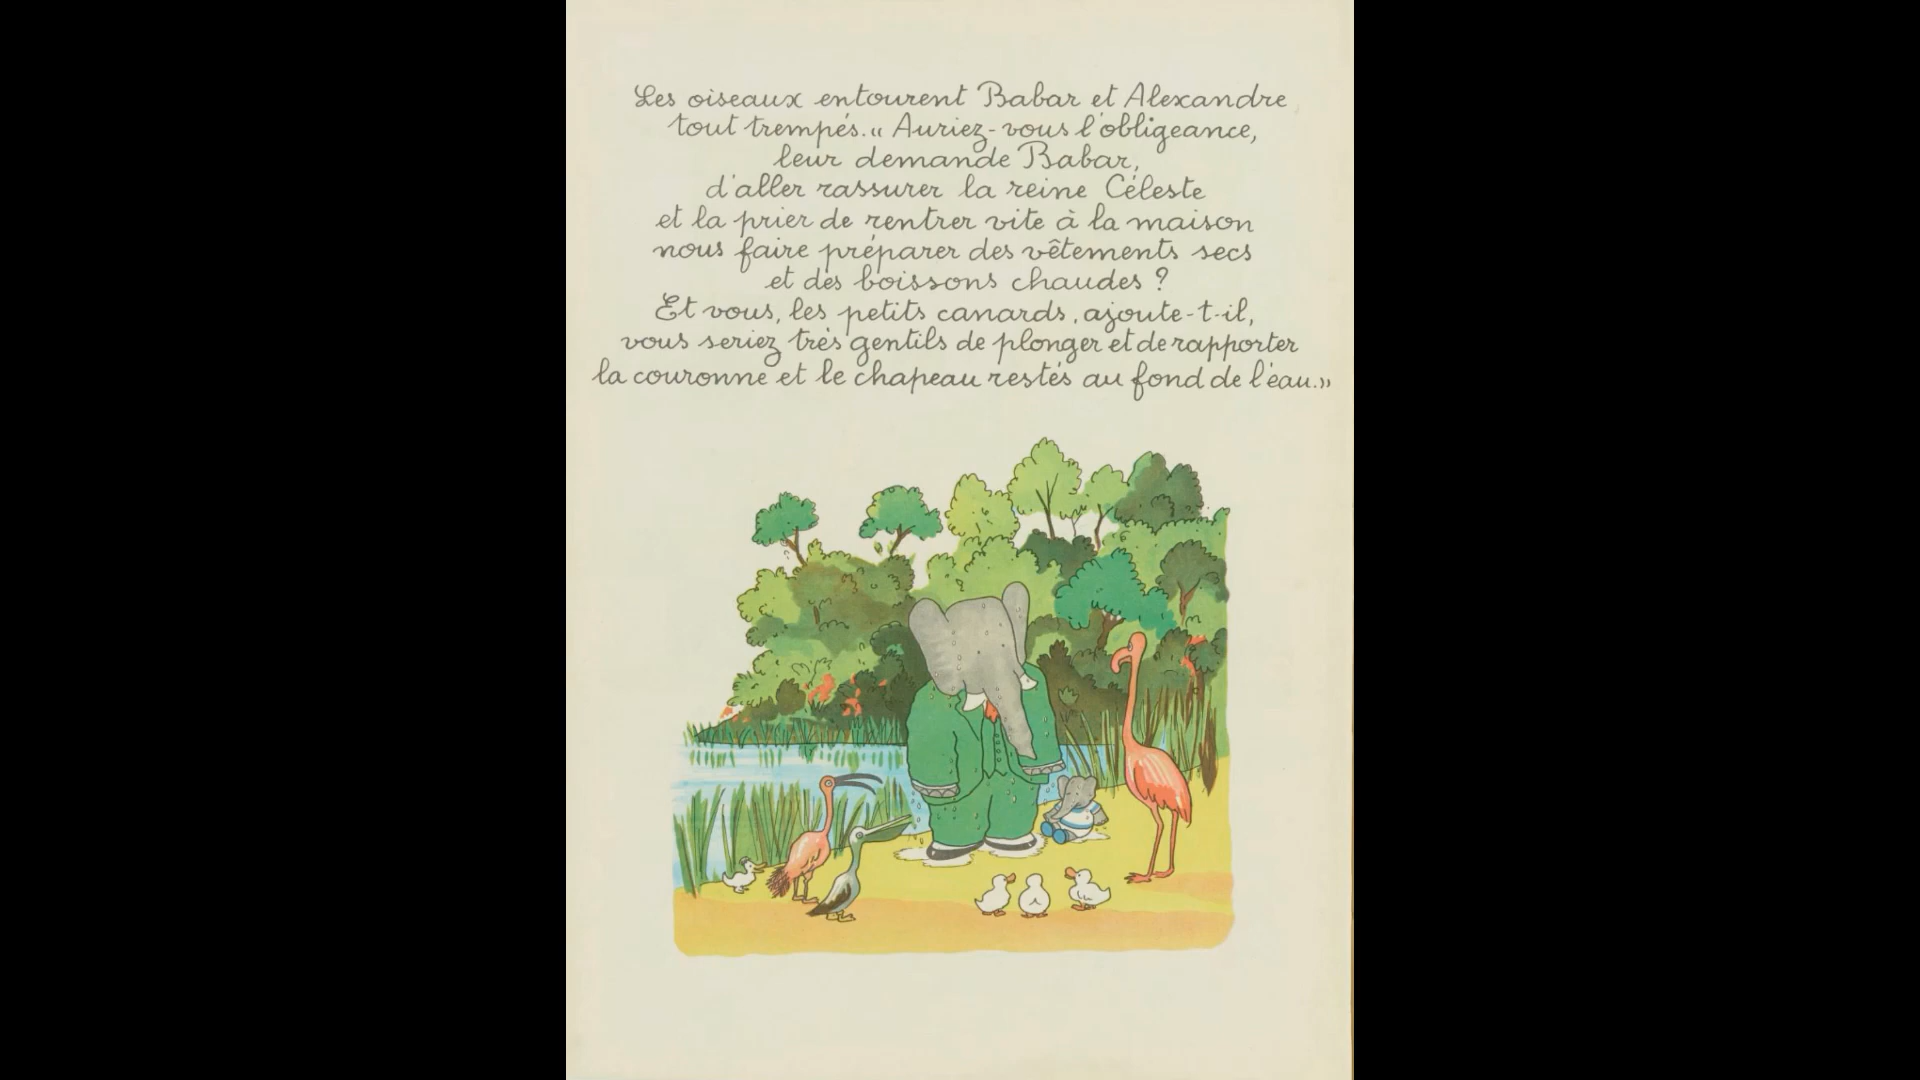 Les oiseaux entourent Babar et Alexandre
tout trempés. « Auriez-vous l'obligeance,
leur demande Babar,
d'aller rassurer la reine Céleste
et la prier de rentrer vite à la maison
nous faire préparer des vêtements secs
et des boissons chaudes ?
Et vous, les petits canards, ajoute-t-il,
vous seriez très gentils de plonger et de rapporter
la couronne et le chapeau restés au fond de l'eau. »